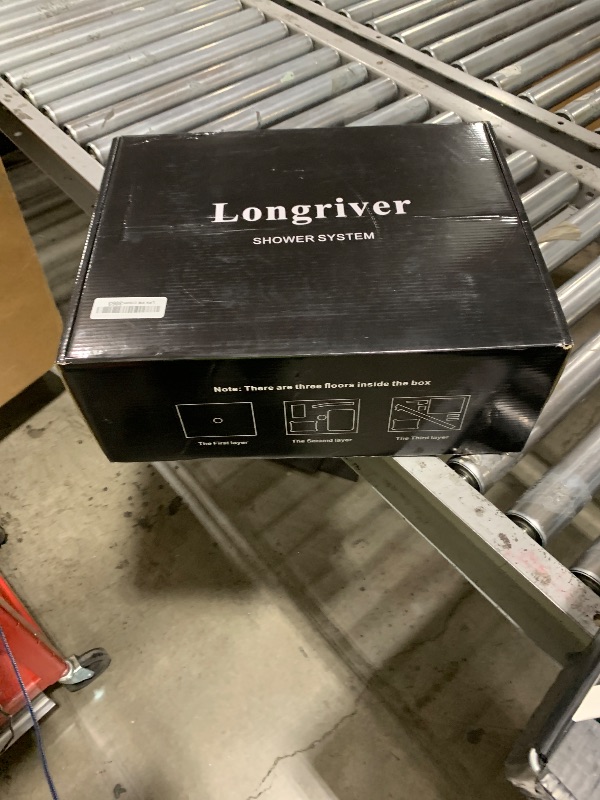 Longriver
SHOWER SYSTEM
Note: There are three floors inside the box
The First layer
The Second layer
The Third layer